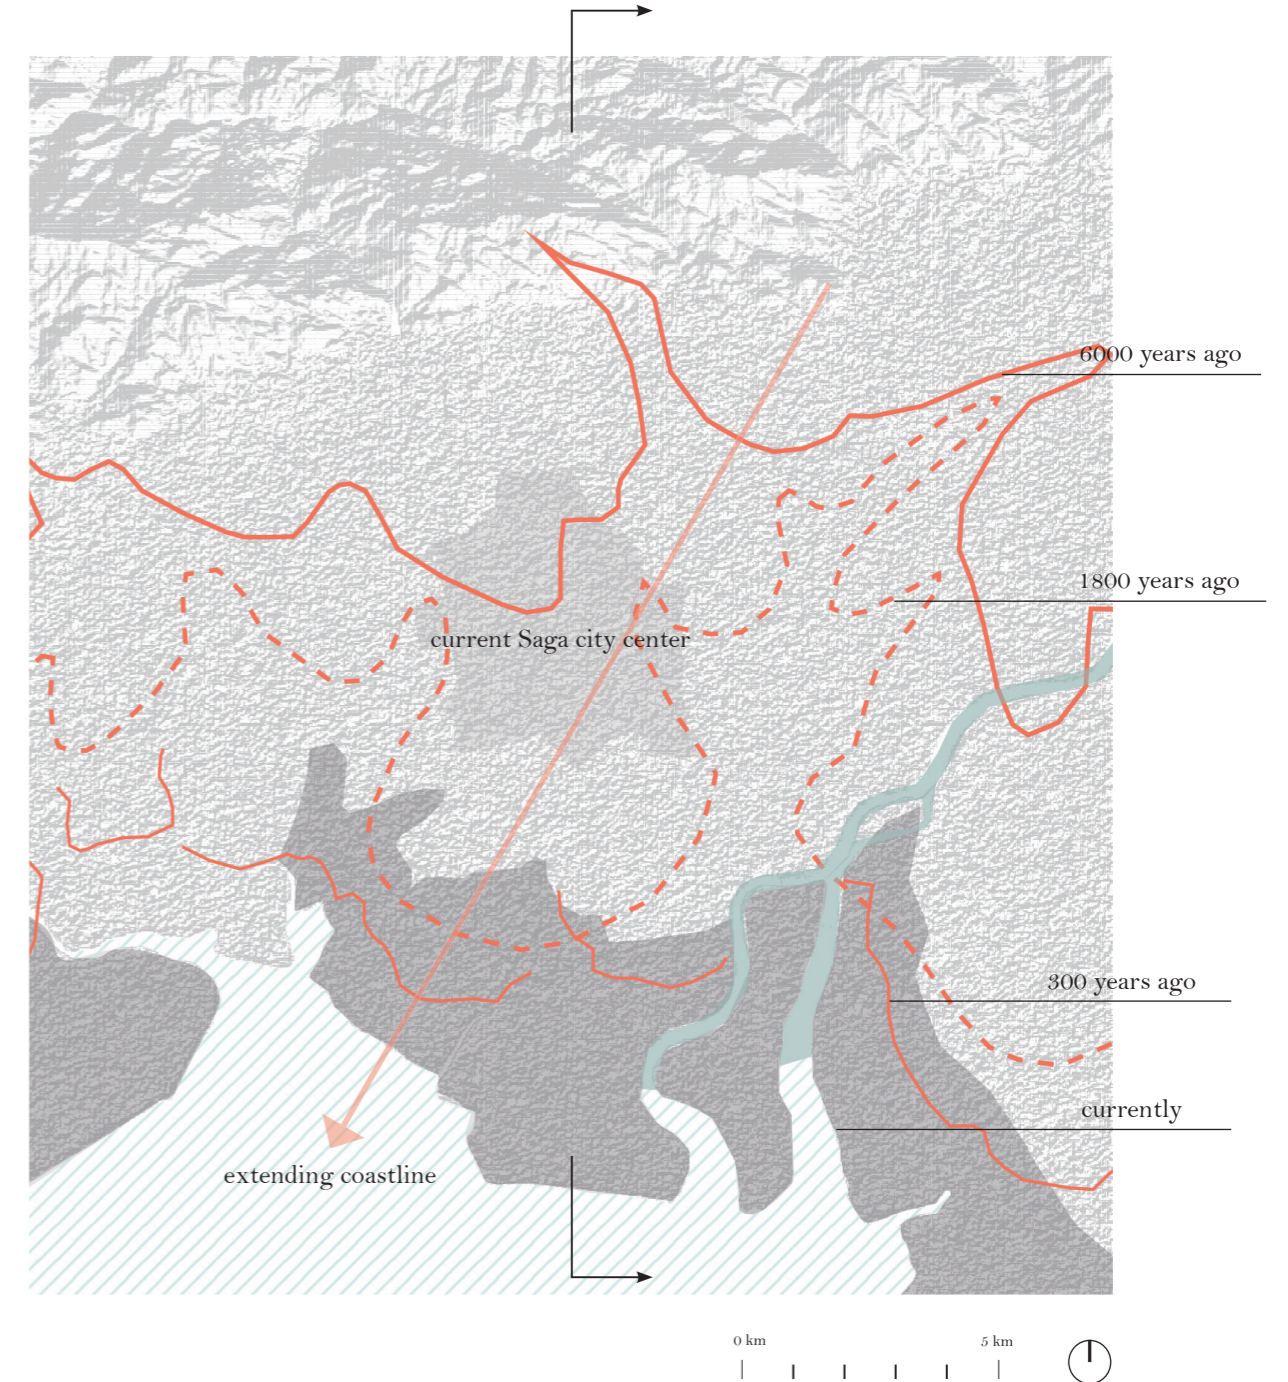 6000 years ago
1800 years ago
current Saga city center
300 years ago
currently
extending coastline
0 km
5 km